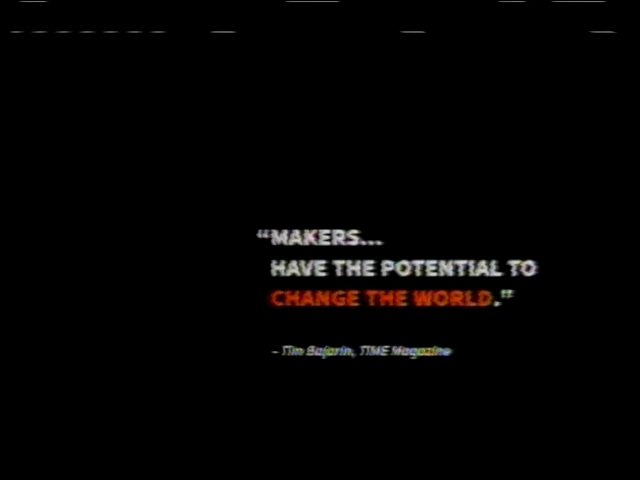 “MAKERS...
HAVE THE POTENTIAL TO
CHANGE THE WORLD.”
- Tim Bajarin, TIME Magazine